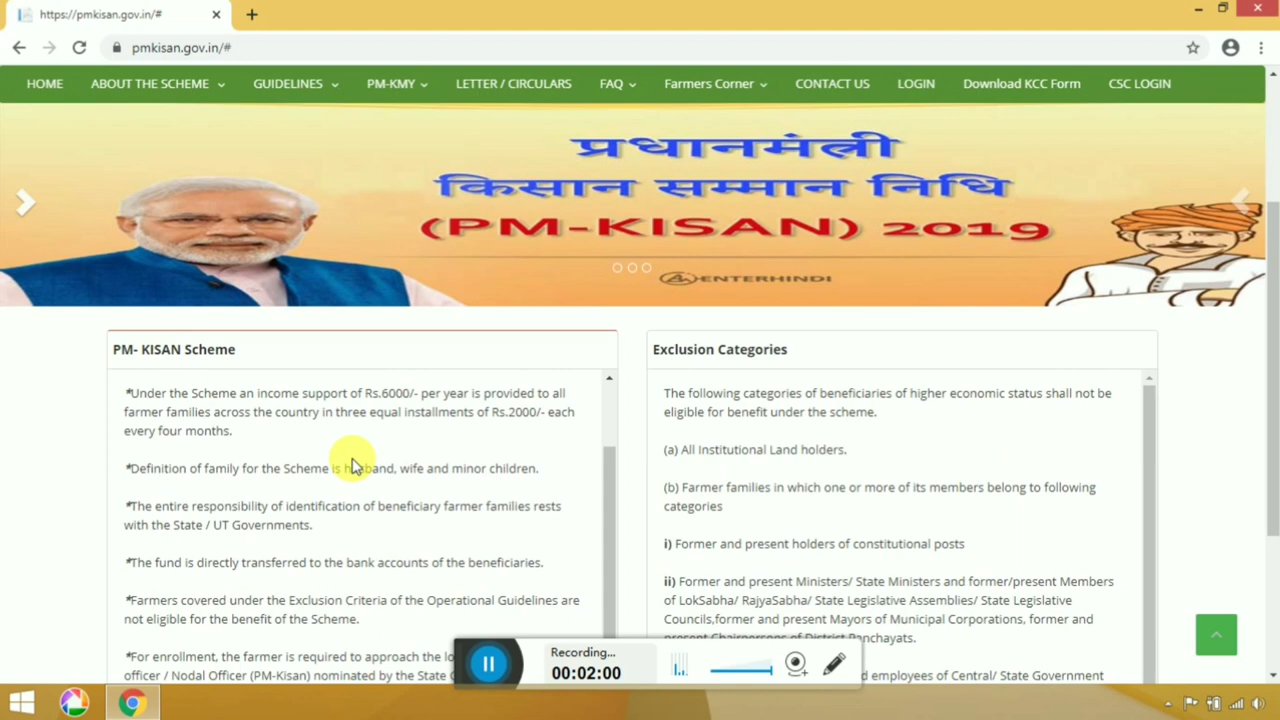 https://pmkisan.gov.in/#
pmkisan.gov.in/#
HOME ABOUT THE SCHEME GUIDELINES PM-KMY LETTER / CIRCULARS FAQ Farmers Corner CONTACT US LOGIN Download KCC Form CSC LOGIN
प्रधानमंत्री
किसान सम्मान निधि
(PM-KISAN) 2019
ENTERHINDI
PM- KISAN Scheme
*Under the Scheme an income support of Rs.6000/- per year is provided to all
farmer families across the country in three equal installments of Rs.2000/- each
every four months.
*Definition of family for the Scheme is husband, wife and minor children.
*The entire responsibility of identification of beneficiary farmer families rests
with the State / UT Governments.
*The fund is directly transferred to the bank accounts of the beneficiaries.
*Farmers covered under the Exclusion Criteria of the Operational Guidelines are
not eligible for the benefit of the Scheme.
*For enrollment, the farmer is required to approach the
officer / Nodal Officer (PM-Kisan) nominated by the State
Exclusion Categories
The following categories of beneficiaries of higher economic status shall not be
eligible for benefit under the scheme.
(a) All Institutional Land holders.
(b) Farmer families in which one or more of its members belong to following
categories
i) Former and present holders of constitutional posts
ii) Former and present Ministers/ State Ministers and former/present Members
of LokSabha/ RajyaSabha/ State Legislative Assemblies/ State Legislative
Councils,former and present Mayors of Municipal Corporations, former and
present Chairpersons of District Panchayats.
employees of Central/ State Government
Recording...
00:02:00